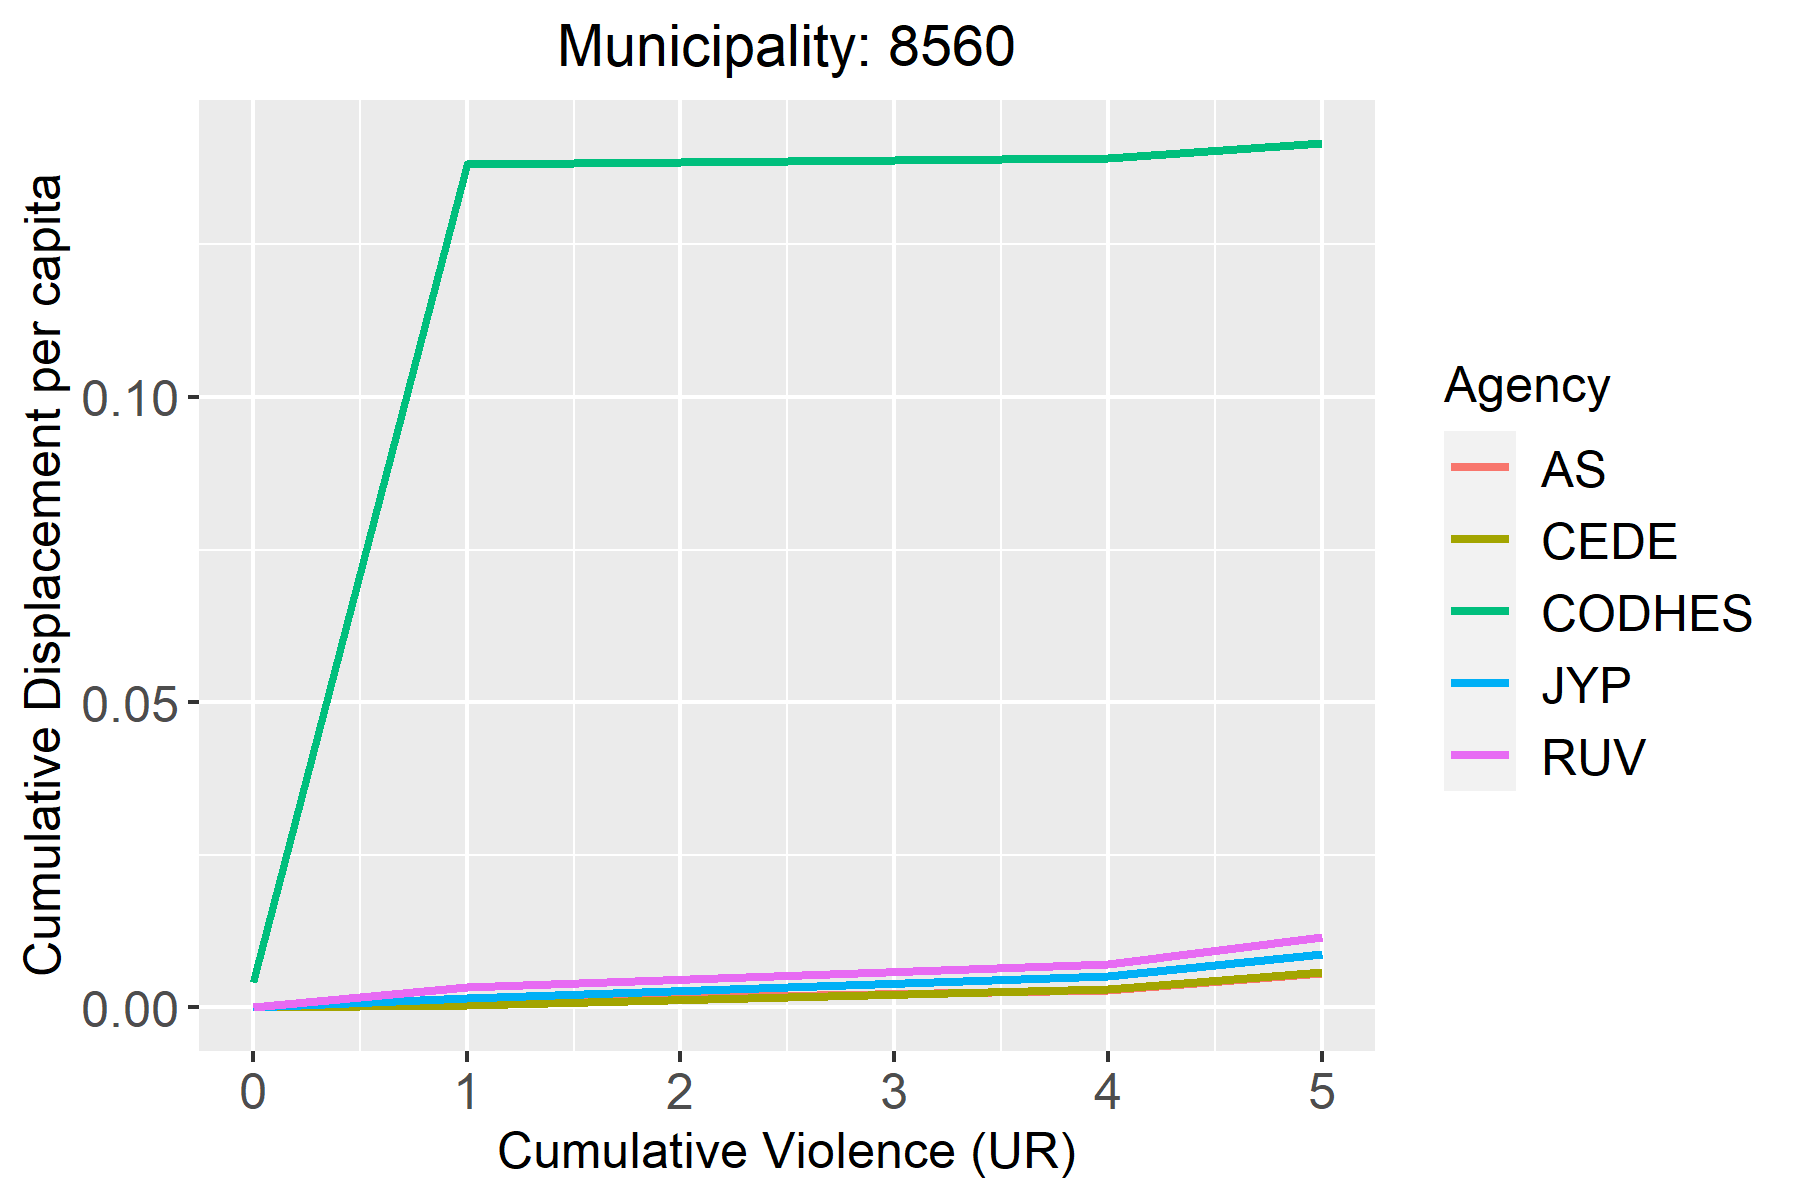 Municipality: 8560
Cumulative Displacement per capita
0.10
0.05
0.00
0 1 2 3 4 5
Cumulative Violence (UR)
Agency
AS
CEDE
CODHES
JYP
RUV